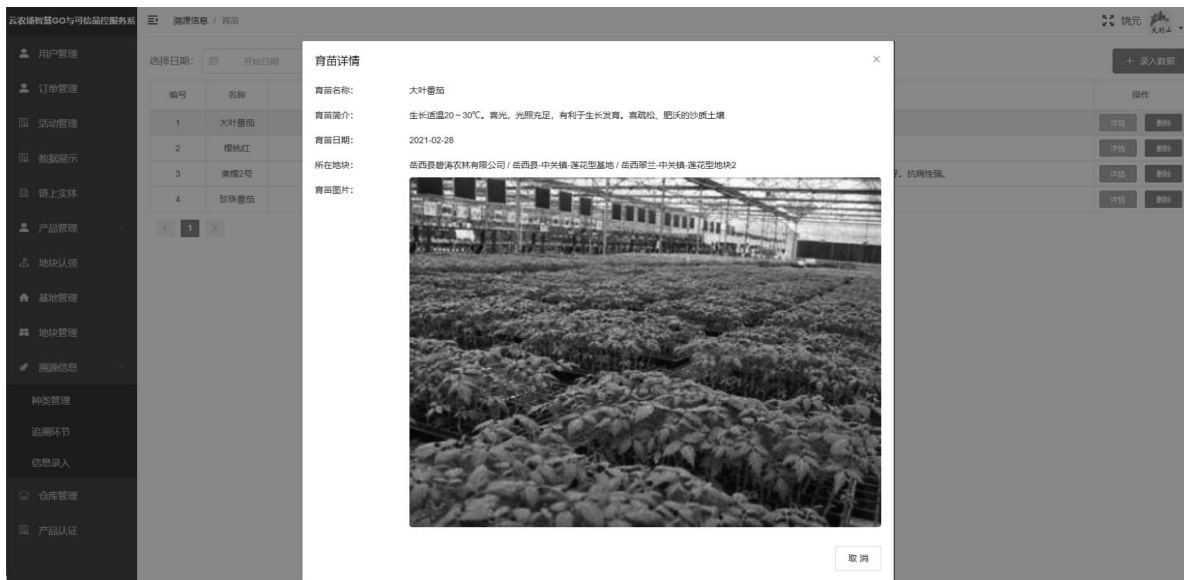 云农场智慧GO与可信品控服务系
溯源信息 / 育苗
饶元
用户管理
订单管理
活动管理
数据展示
链上实体
产品管理
地块认领
基地管理
地块管理
溯源信息
种类管理
追溯环节
信息录入
仓库管理
产品认证
选择日期: 开始日期
+ 录入数据
编号 名称 操作
1 大叶番茄 详情 删除
2 樱桃红 详情 删除
3 美樱2号 抗病性强。 详情 删除
4 珍珠番茄 详情 删除
< 1 >
育苗详情 ×
育苗名称: 大叶番茄
育苗简介: 生长适温20~30℃。喜光，光照充足，有利于生长发育。喜疏松、肥沃的沙质土壤
育苗日期: 2021-02-28
所在地块: 岳西县碧涛农林有限公司 / 岳西县-中关镇-莲花型基地 / 岳西翠兰-中关镇-莲花型地块2
育苗图片:
取 消